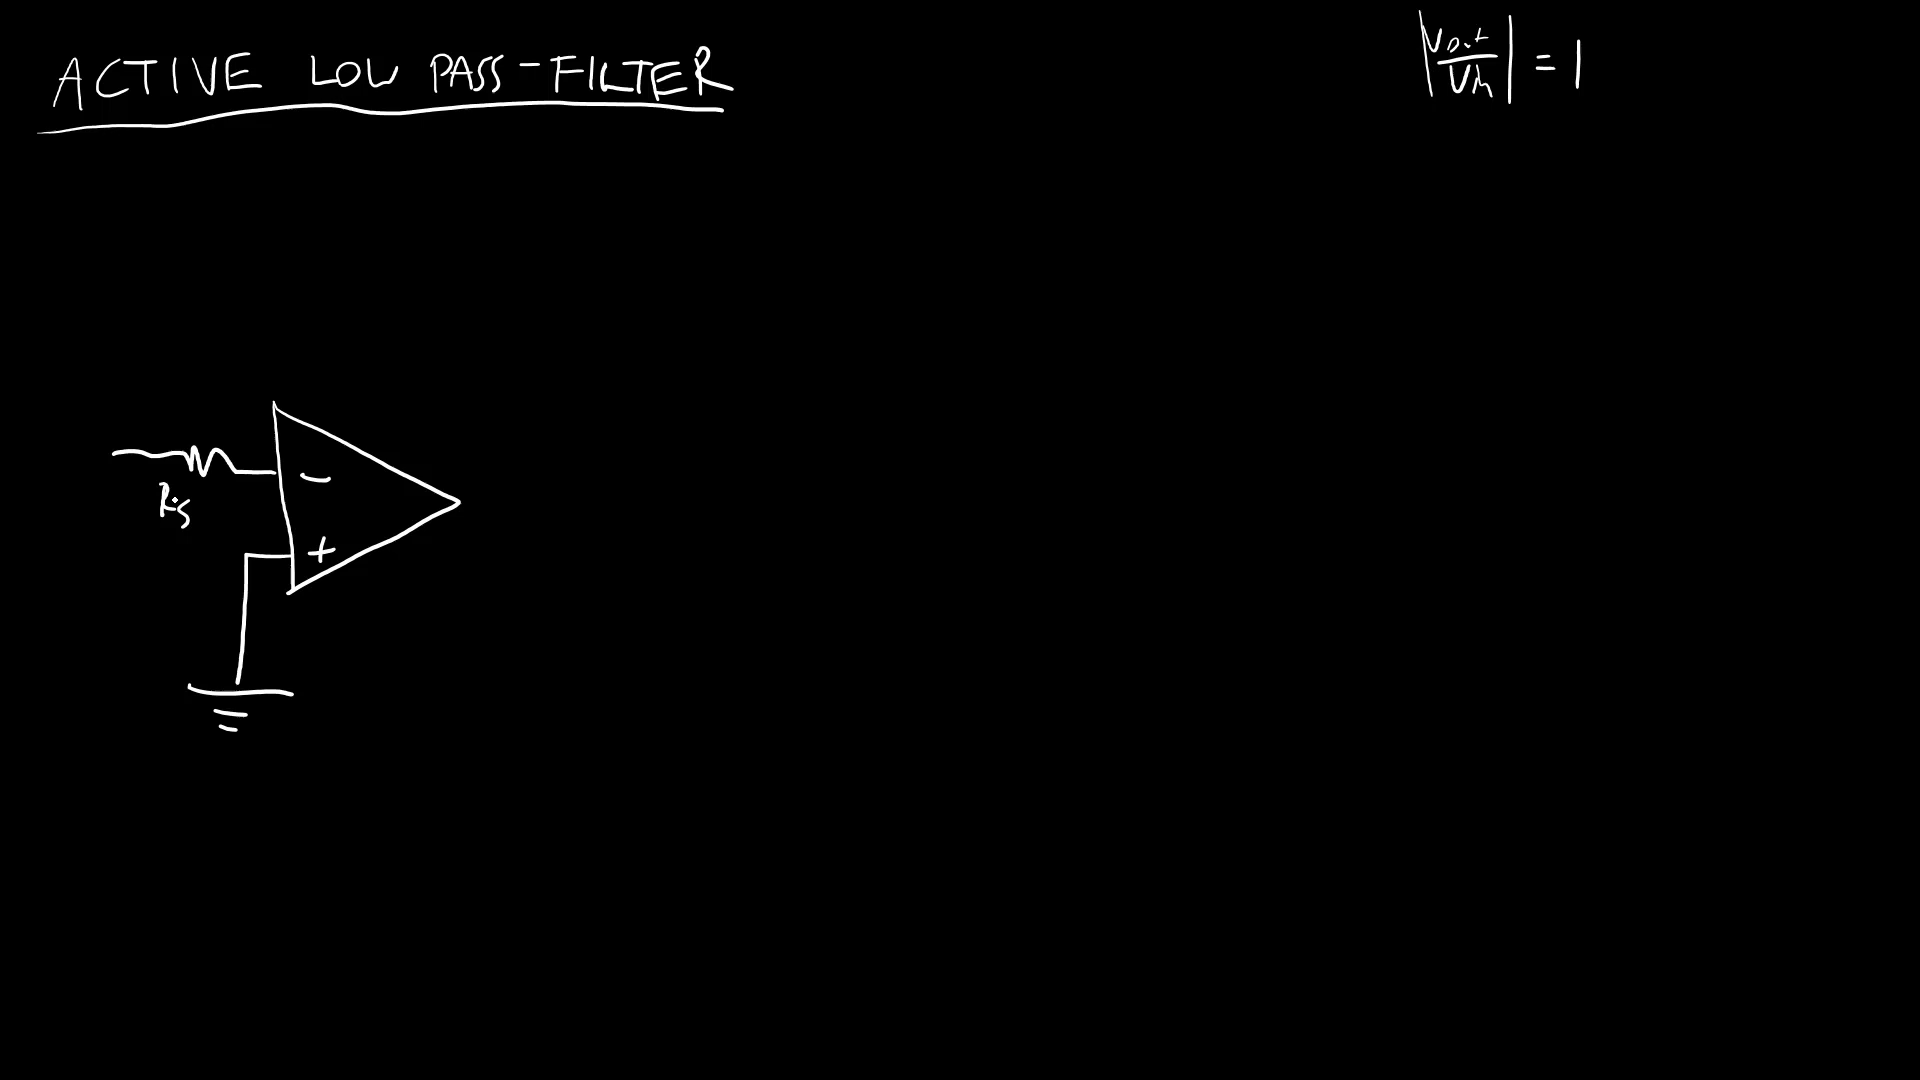 ACTIVE LOW PASS-FILTER
|Vout/Vin| = 1
−
Rs
+